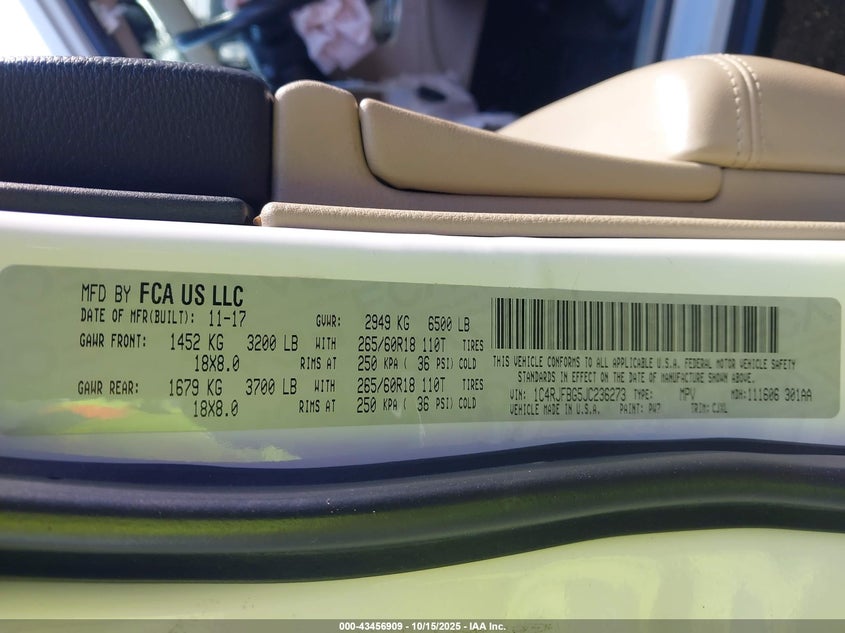 MFD BY FCA US LLC
DATE OF MFR(BUILT): 11-17 GVWR: 2949 KG 6500 LB
GAWR FRONT: 1452 KG 3200 LB WITH 265/60R18 110T TIRES
18X8.0 RIMS AT 250 KPA ( 36 PSI) COLD
GAWR REAR: 1679 KG 3700 LB WITH 265/60R18 110T TIRES
18X8.0 RIMS AT 250 KPA ( 36 PSI) COLD
THIS VEHICLE CONFORMS TO ALL APPLICABLE U.S.A. FEDERAL MOTOR VEHICLE SAFETY
STANDARDS IN EFFECT ON THE DATE OF MANUFACTURE SHOWN ABOVE.
VIN: 1C4RJFBG5JC236273 TYPE: MPV MDH: 111606 301AA
VEHICLE MADE IN U.S.A. PAINT: PW7 TRIM: CJXL
000-43456909 - 10/15/2025 - IAA Inc.